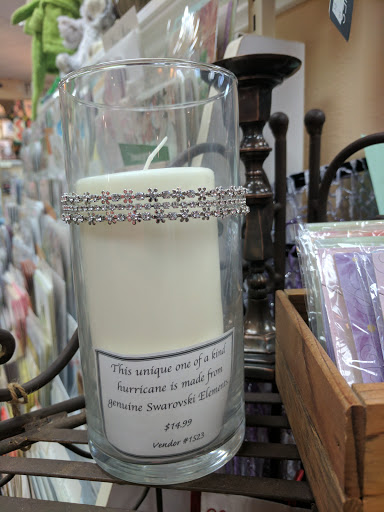 This unique one of a kind
hurricane is made from
genuine Swarovski Elements
$14.99
Vendor #1523